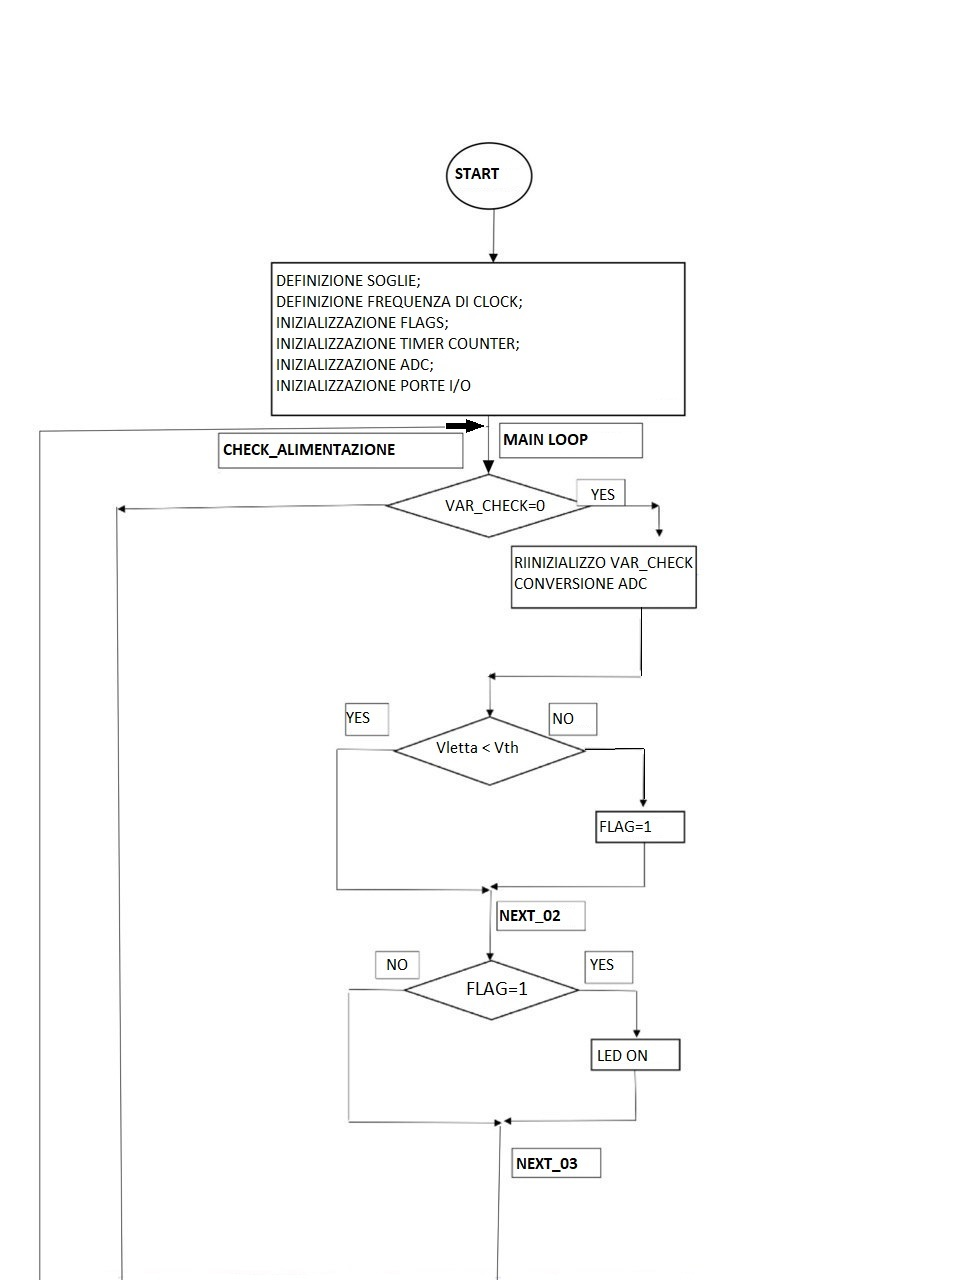 START
DEFINIZIONE SOGLIE;
DEFINIZIONE FREQUENZA DI CLOCK;
INIZIALIZZAZIONE FLAGS;
INIZIALIZZAZIONE TIMER COUNTER;
INIZIALIZZAZIONE ADC;
INIZIALIZZAZIONE PORTE I/O
MAIN LOOP
CHECK_ALIMENTAZIONE
YES
VAR_CHECK=0
RIINIZIALIZZO VAR_CHECK
CONVERSIONE ADC
YES
NO
Vletta < Vth
FLAG=1
NEXT_02
NO
YES
FLAG=1
LED ON
NEXT_03